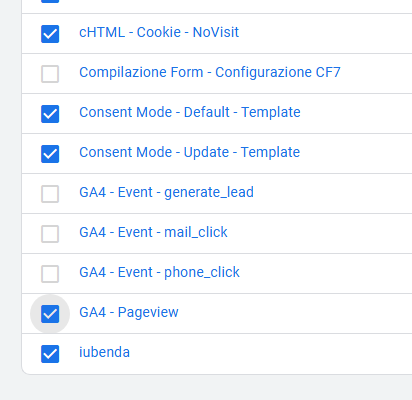 cHTML - Cookie - NoVisit
Compilazione Form - Configurazione CF7
Consent Mode - Default - Template
Consent Mode - Update - Template
GA4 - Event - generate_lead
GA4 - Event - mail_click
GA4 - Event - phone_click
GA4 - Pageview
iubenda